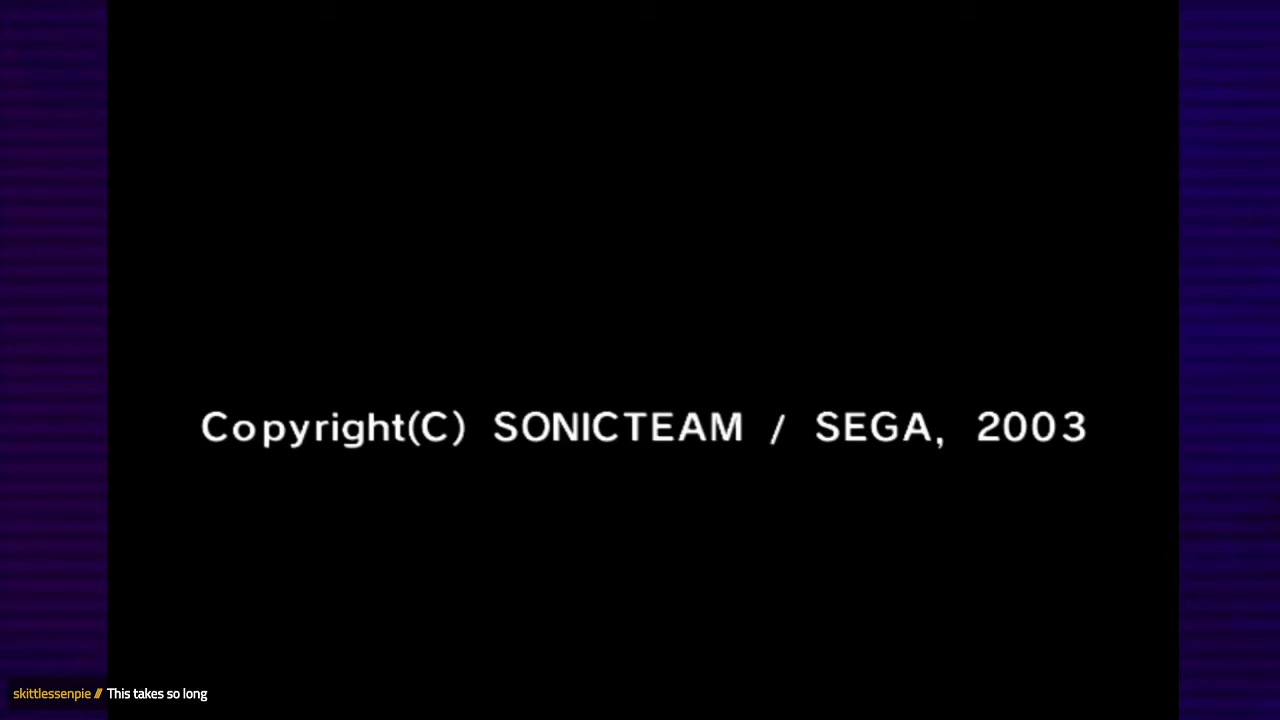 Copyright(C) SONICTEAM / SEGA, 2003
skittlessenpie // This takes so long